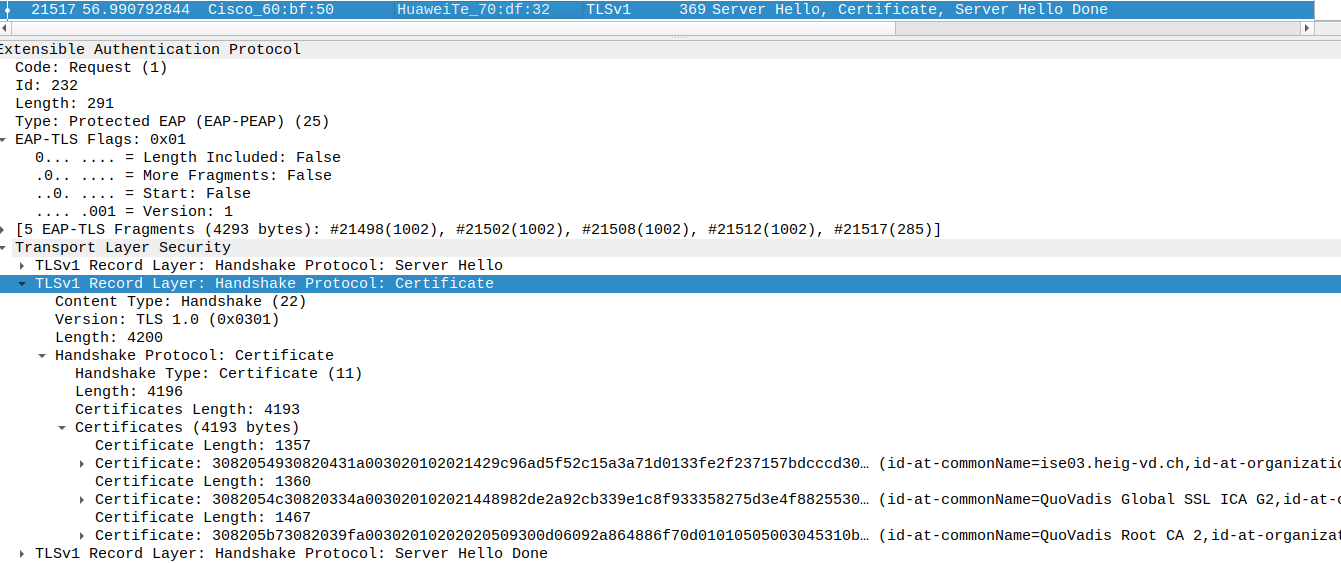 21517 56.990792844 Cisco_60:bf:50 HuaweiTe_70:df:32 TLSv1 369 Server Hello, Certificate, Server Hello Done
Extensible Authentication Protocol
Code: Request (1)
Id: 232
Length: 291
Type: Protected EAP (EAP-PEAP) (25)
EAP-TLS Flags: 0x01
0... .... = Length Included: False
.0.. .... = More Fragments: False
..0. .... = Start: False
.... .001 = Version: 1
[5 EAP-TLS Fragments (4293 bytes): #21498(1002), #21502(1002), #21508(1002), #21512(1002), #21517(285)]
Transport Layer Security
TLSv1 Record Layer: Handshake Protocol: Server Hello
TLSv1 Record Layer: Handshake Protocol: Certificate
Content Type: Handshake (22)
Version: TLS 1.0 (0x0301)
Length: 4200
Handshake Protocol: Certificate
Handshake Type: Certificate (11)
Length: 4196
Certificates Length: 4193
Certificates (4193 bytes)
Certificate Length: 1357
Certificate: 3082054930820431a003020102021429c96ad5f52c15a3a71d0133fe2f237157bdcccd30… (id-at-commonName=ise03.heig-vd.ch,id-at-organizatio
Certificate Length: 1360
Certificate: 3082054c30820334a003020102021448982de2a92cb339e1c8f933358275d3e4f8825530… (id-at-commonName=QuoVadis Global SSL ICA G2,id-at-c
Certificate Length: 1467
Certificate: 308205b73082039fa00302010202020509300d06092a864886f70d01010505003045310b… (id-at-commonName=QuoVadis Root CA 2,id-at-organizat
TLSv1 Record Layer: Handshake Protocol: Server Hello Done